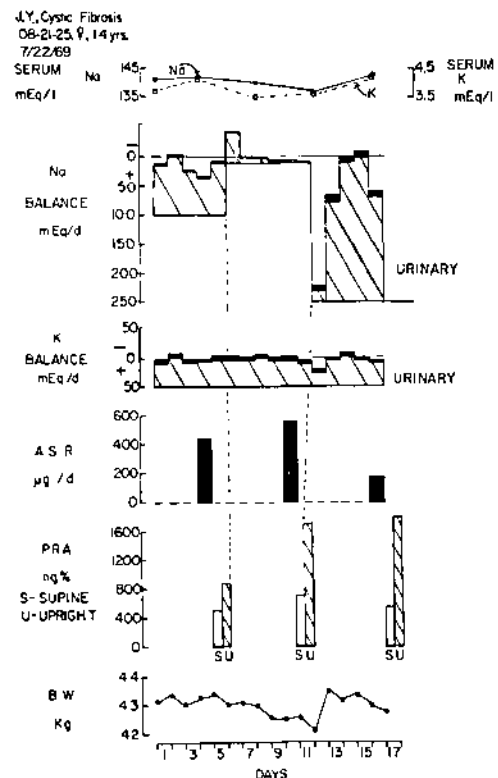 J.Y., Cystic Fibrosis
08-21-25, ♀, 14 yrs.
7/22/69
SERUM Na 145 Na 4.5 SERUM
K
mEq/l 135 K 3.5 mEq/l
−
0
Na +
50
BALANCE 100
mEq/d 150
200 URINARY
250
50
K −
BALANCE 0
mEq/d +
50 URINARY
600
ASR 400
µg/d 200
0
1600
PRA
ng% 800
S-SUPINE
U-UPRIGHT 400
0
S U S U S U
BW 44
43
Kg
42
1 3 5 7 9 11 13 15 17
DAYS